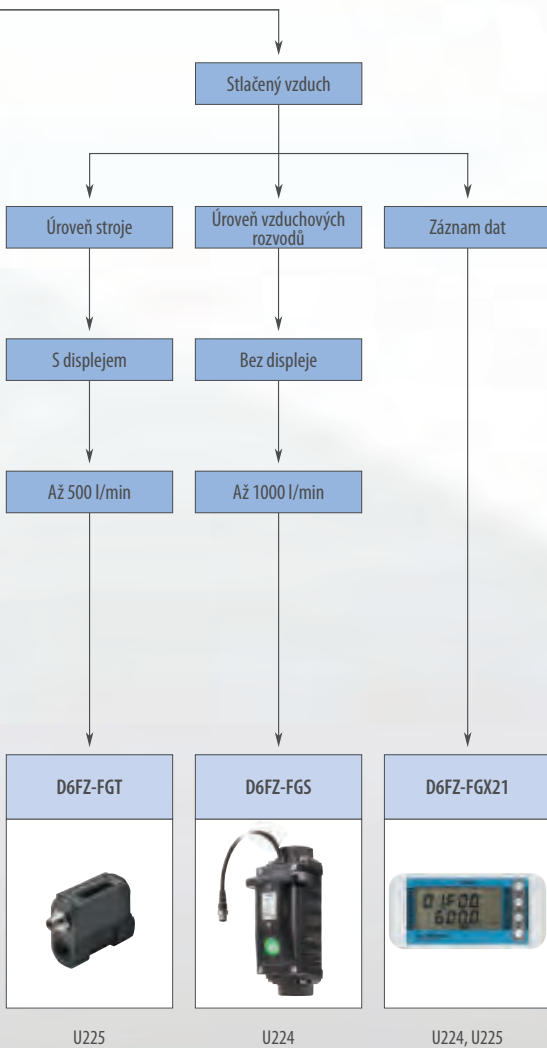 Stlačený vzduch
Úroveň stroje
Úroveň vzduchových
rozvodů
Záznam dat
S displejem
Bez displeje
Až 500 l/min
Až 1000 l/min
D6FZ-FGT
D6FZ-FGS
D6FZ-FGX21
U225
U224
U224, U225